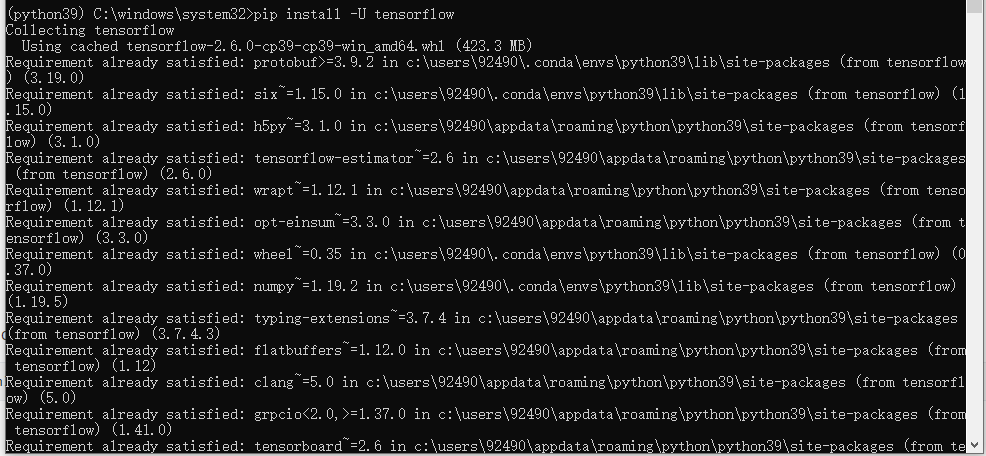 (python39) C:\windows\system32>pip install -U tensorflow
Collecting tensorflow
  Using cached tensorflow-2.6.0-cp39-cp39-win_amd64.whl (423.3 MB)
Requirement already satisfied: protobuf>=3.9.2 in c:\users\92490\.conda\envs\python39\lib\site-packages (from tensorflow
) (3.19.0)
Requirement already satisfied: six~=1.15.0 in c:\users\92490\.conda\envs\python39\lib\site-packages (from tensorflow) (1
.15.0)
Requirement already satisfied: h5py~=3.1.0 in c:\users\92490\appdata\roaming\python\python39\site-packages (from tensorf
low) (3.1.0)
Requirement already satisfied: tensorflow-estimator~=2.6 in c:\users\92490\appdata\roaming\python\python39\site-packages
 (from tensorflow) (2.6.0)
Requirement already satisfied: wrapt~=1.12.1 in c:\users\92490\appdata\roaming\python\python39\site-packages (from tenso
rflow) (1.12.1)
Requirement already satisfied: opt-einsum~=3.3.0 in c:\users\92490\appdata\roaming\python\python39\site-packages (from t
ensorflow) (3.3.0)
Requirement already satisfied: wheel~=0.35 in c:\users\92490\.conda\envs\python39\lib\site-packages (from tensorflow) (0
.37.0)
Requirement already satisfied: numpy~=1.19.2 in c:\users\92490\.conda\envs\python39\lib\site-packages (from tensorflow)
(1.19.5)
Requirement already satisfied: typing-extensions~=3.7.4 in c:\users\92490\appdata\roaming\python\python39\site-packages
(from tensorflow) (3.7.4.3)
Requirement already satisfied: flatbuffers~=1.12.0 in c:\users\92490\appdata\roaming\python\python39\site-packages (from
 tensorflow) (1.12)
Requirement already satisfied: clang~=5.0 in c:\users\92490\appdata\roaming\python\python39\site-packages (from tensorfl
ow) (5.0)
Requirement already satisfied: grpcio<2.0,>=1.37.0 in c:\users\92490\appdata\roaming\python\python39\site-packages (from
 tensorflow) (1.41.0)
Requirement already satisfied: tensorboard~=2.6 in c:\users\92490\appdata\roaming\python\python39\site-packages (from te